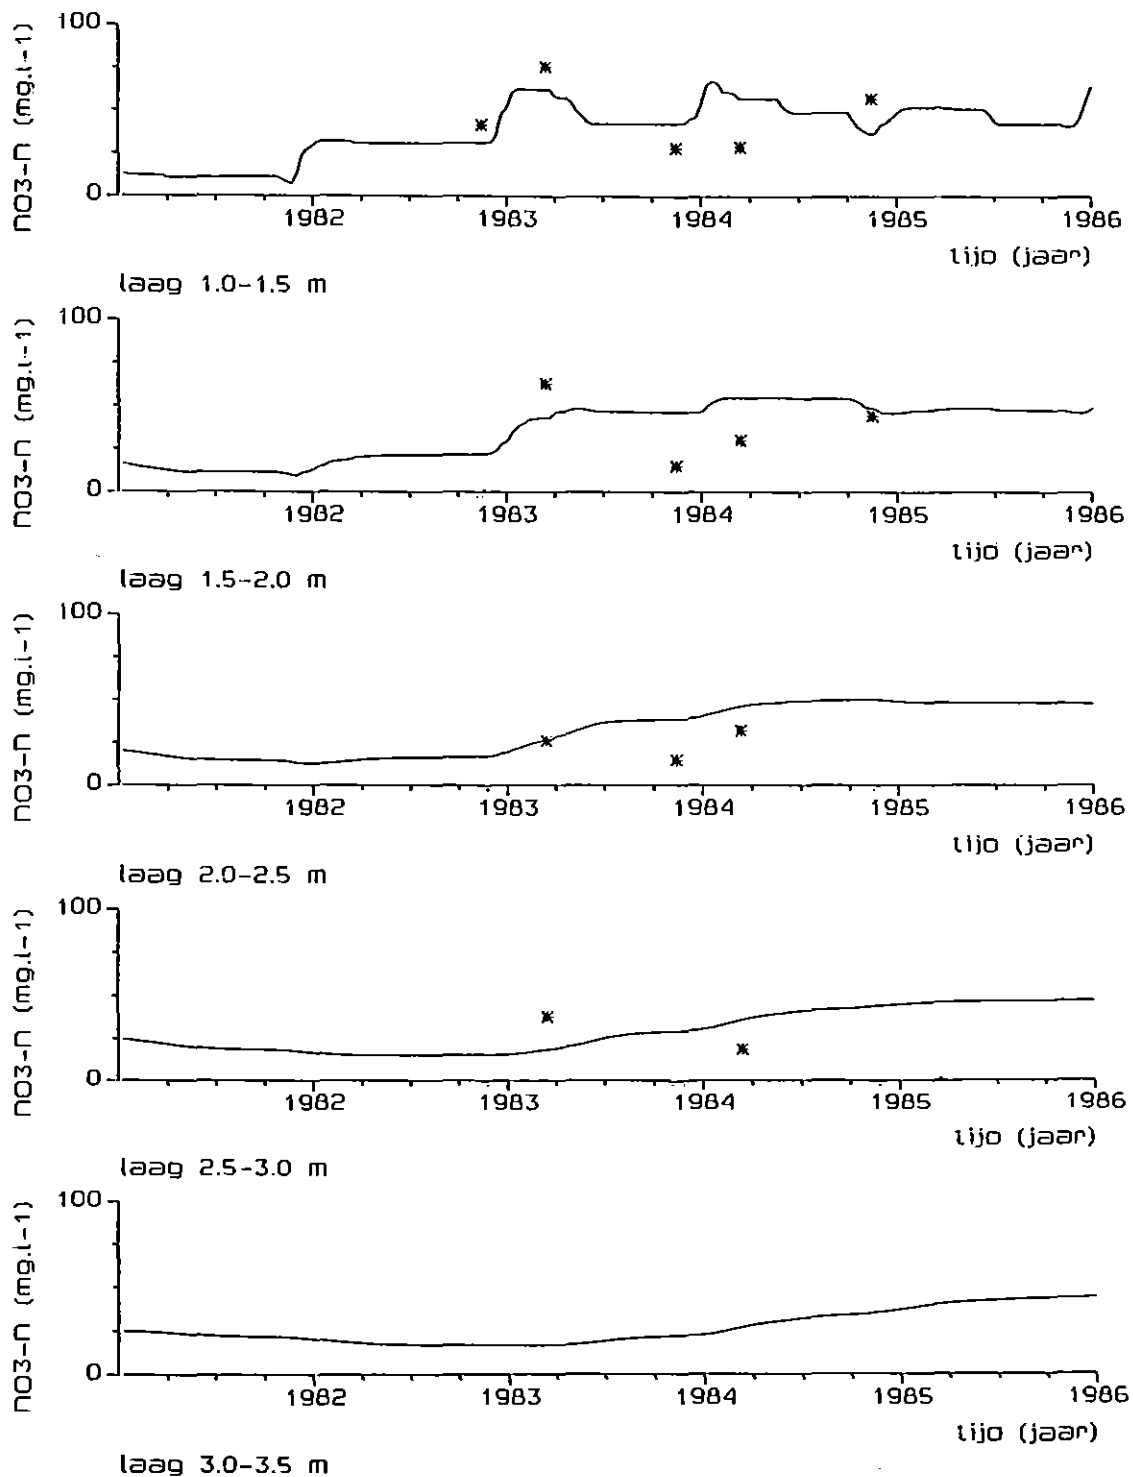 100
NO3-N (mg.l-1)
0
1982 1983 1984 1985 1986
tijd (jaar)
laag 1.0-1.5 m
100
NO3-N (mg.l-1)
0
1982 1983 1984 1985 1986
tijd (jaar)
laag 1.5-2.0 m
100
NO3-N (mg.l-1)
0
1982 1983 1984 1985 1986
tijd (jaar)
laag 2.0-2.5 m
100
NO3-N (mg.l-1)
0
1982 1983 1984 1985 1986
tijd (jaar)
laag 2.5-3.0 m
100
NO3-N (mg.l-1)
0
1982 1983 1984 1985 1986
tijd (jaar)
laag 3.0-3.5 m